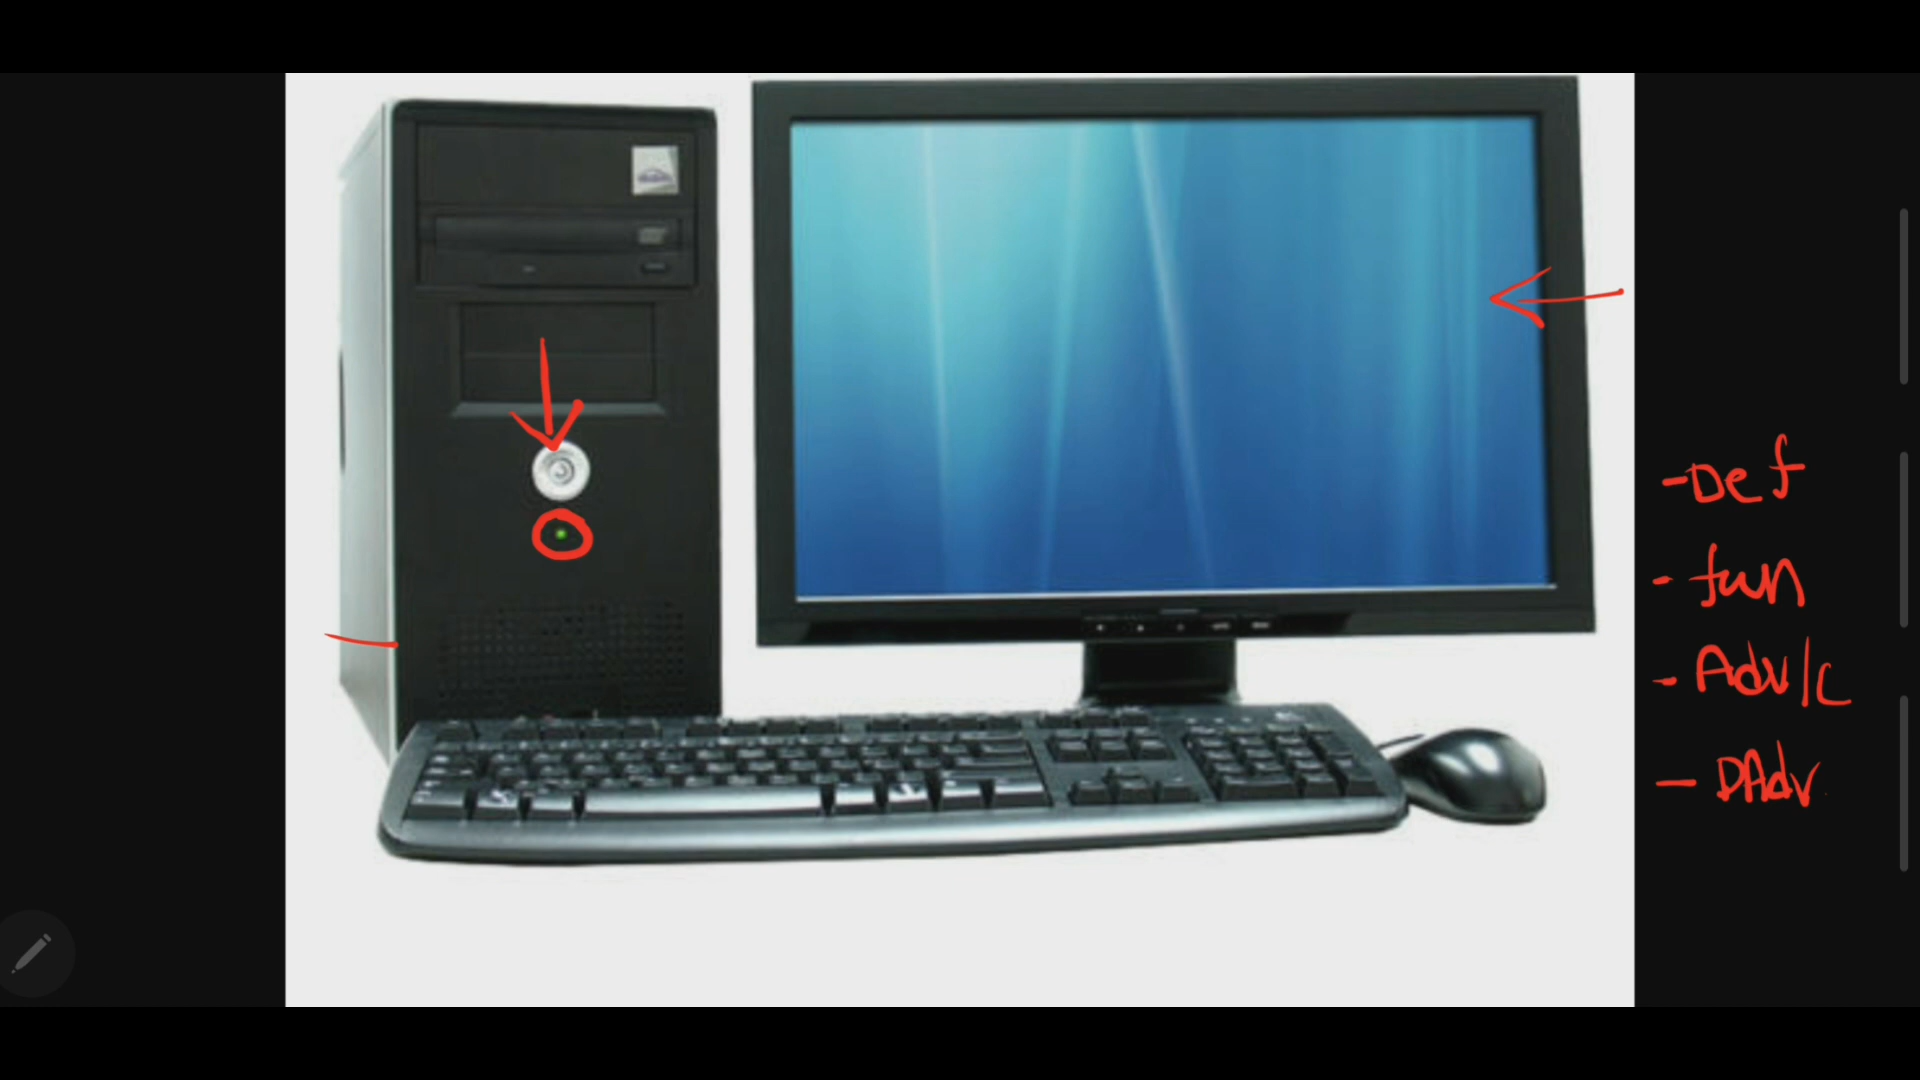 -Def
- fun
- Adv/c
- DAdv